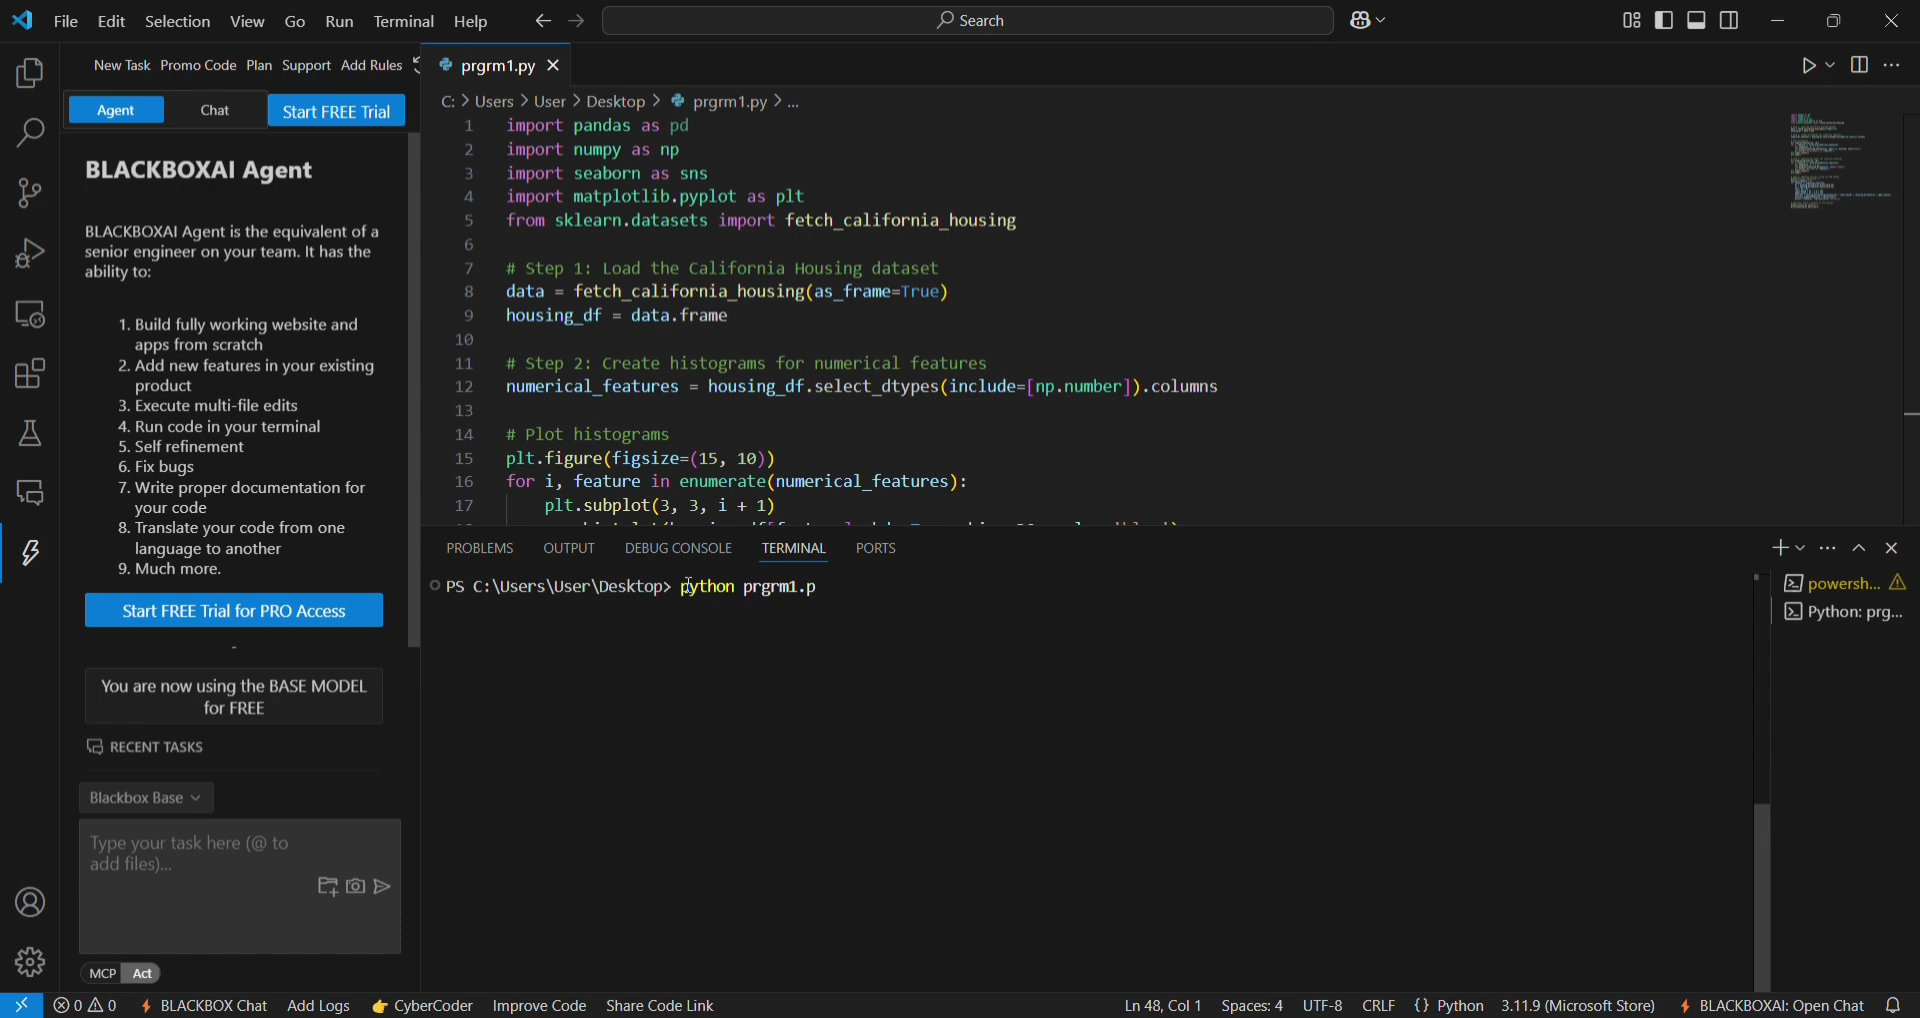 File Edit Selection View Go Run Terminal Help Search
New Task Promo Code Plan Support Add Rules
Agent Chat Start FREE Trial
BLACKBOXAI Agent
BLACKBOXAI Agent is the equivalent of a
senior engineer on your team. It has the
ability to:
1. Build fully working website and
apps from scratch
2. Add new features in your existing
product
3. Execute multi-file edits
4. Run code in your terminal
5. Self refinement
6. Fix bugs
7. Write proper documentation for
your code
8. Translate your code from one
language to another
9. Much more.
Start FREE Trial for PRO Access
-
You are now using the BASE MODEL
for FREE
RECENT TASKS
Blackbox Base
Type your task here (@ to
add files)...
MCP Act
prgrm1.py
C: > Users > User > Desktop > prgrm1.py > ...
1 import pandas as pd
2 import numpy as np
3 import seaborn as sns
4 import matplotlib.pyplot as plt
5 from sklearn.datasets import fetch_california_housing
6
7 # Step 1: Load the California Housing dataset
8 data = fetch_california_housing(as_frame=True)
9 housing_df = data.frame
10
11 # Step 2: Create histograms for numerical features
12 numerical_features = housing_df.select_dtypes(include=[np.number]).columns
13
14 # Plot histograms
15 plt.figure(figsize=(15, 10))
16 for i, feature in enumerate(numerical_features):
17 plt.subplot(3, 3, i + 1)
PROBLEMS OUTPUT DEBUG CONSOLE TERMINAL PORTS
PS C:\Users\User\Desktop> python prgrm1.p
powersh...
Python: prg...
0 0 BLACKBOX Chat Add Logs CyberCoder Improve Code Share Code Link Ln 48, Col 1 Spaces: 4 UTF-8 CRLF {} Python 3.11.9 (Microsoft Store) BLACKBOXAI: Open Chat